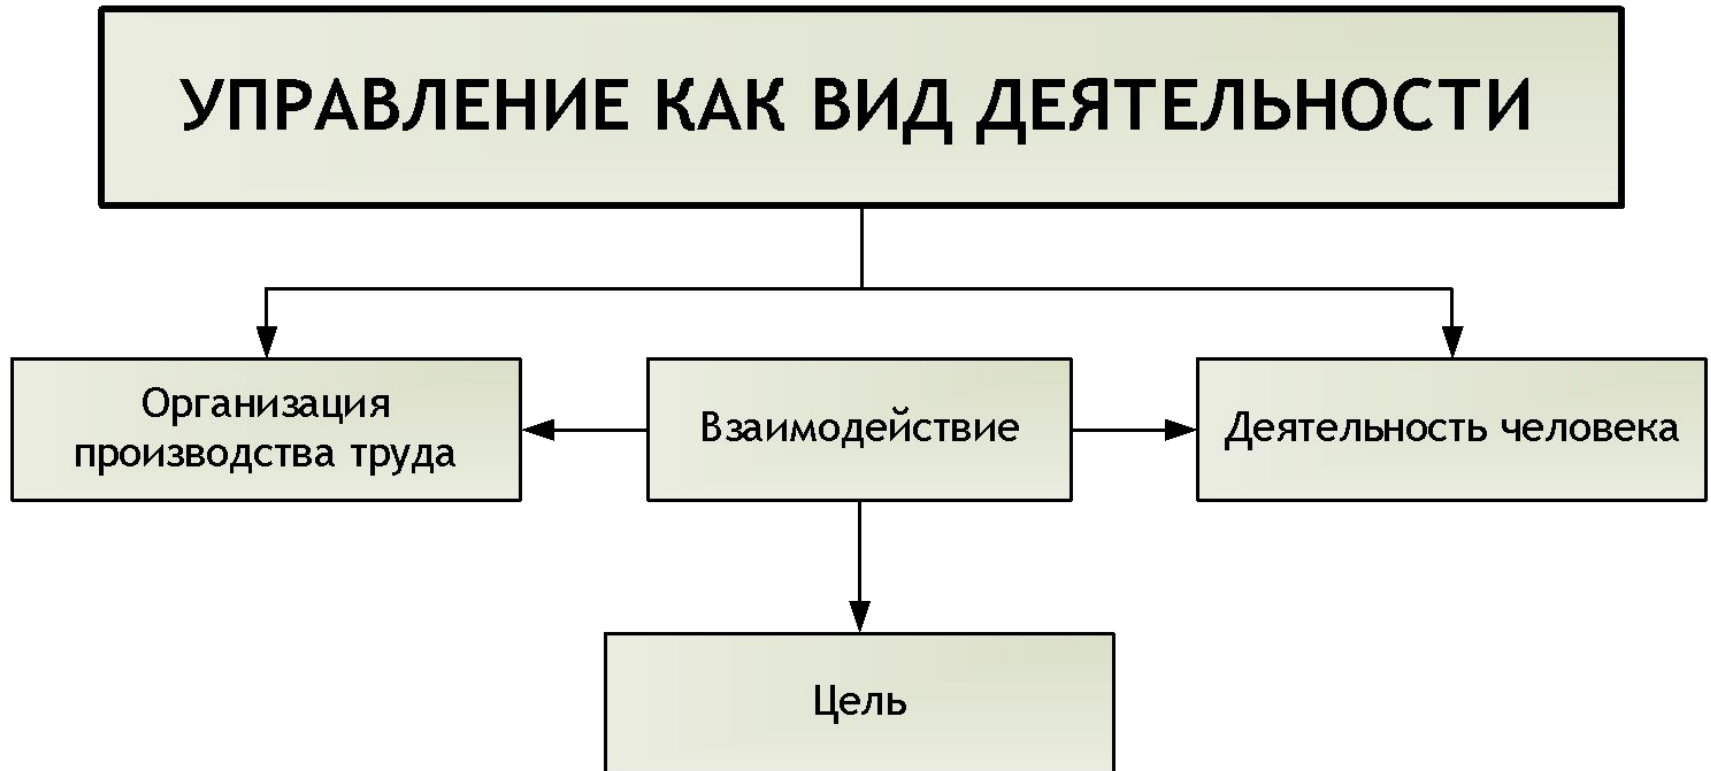 УПРАВЛЕНИЕ КАК ВИД ДЕЯТЕЛЬНОСТИ
Организация
производства труда
Взаимодействие
Деятельность человека
Цель